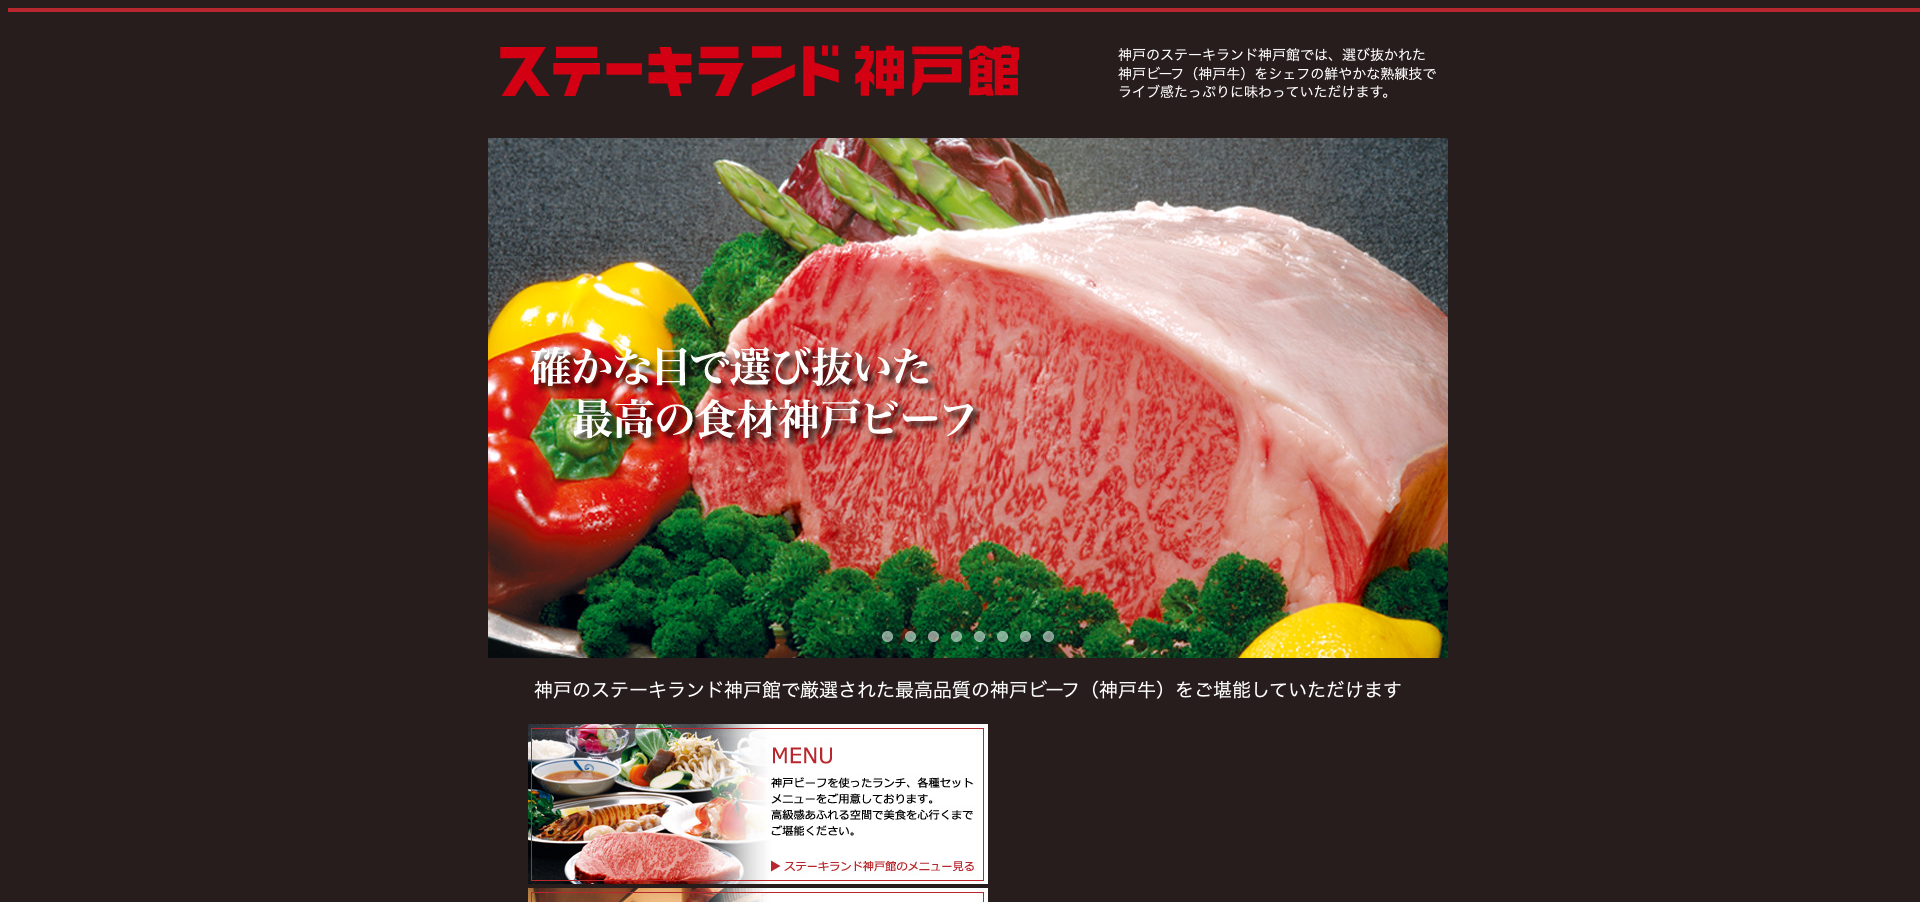 ステーキランド 神戸館
神戸のステーキランド神戸館では、選び抜かれた
神戸ビーフ（神戸牛）をシェフの鮮やかな熟練技で
ライブ感たっぷりに味わっていただけます。
確かな目で選び抜いた
最高の食材神戸ビーフ
神戸のステーキランド神戸館で厳選された最高品質の神戸ビーフ（神戸牛）をご堪能していただけます
MENU
神戸ビーフを使ったランチ、各種セット
メニューをご用意しております。
高級感あふれる空間で美食を心行くまで
ご堪能ください。
▶ ステーキランド神戸館のメニュー見る